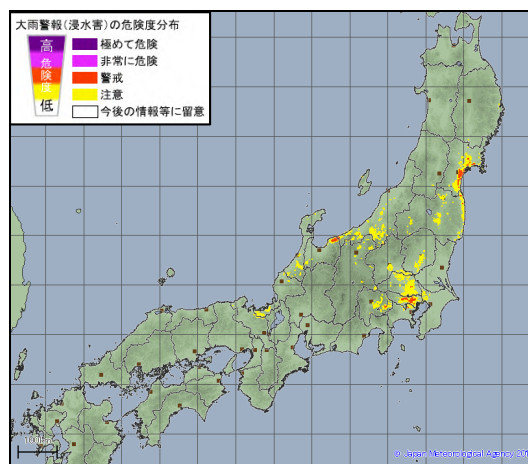 大雨警報(浸水害)の危険度分布
高
危険度
低
極めて危険
非常に危険
警戒
注意
今後の情報等に留意
100km
© Japan Meteorological Agency 20